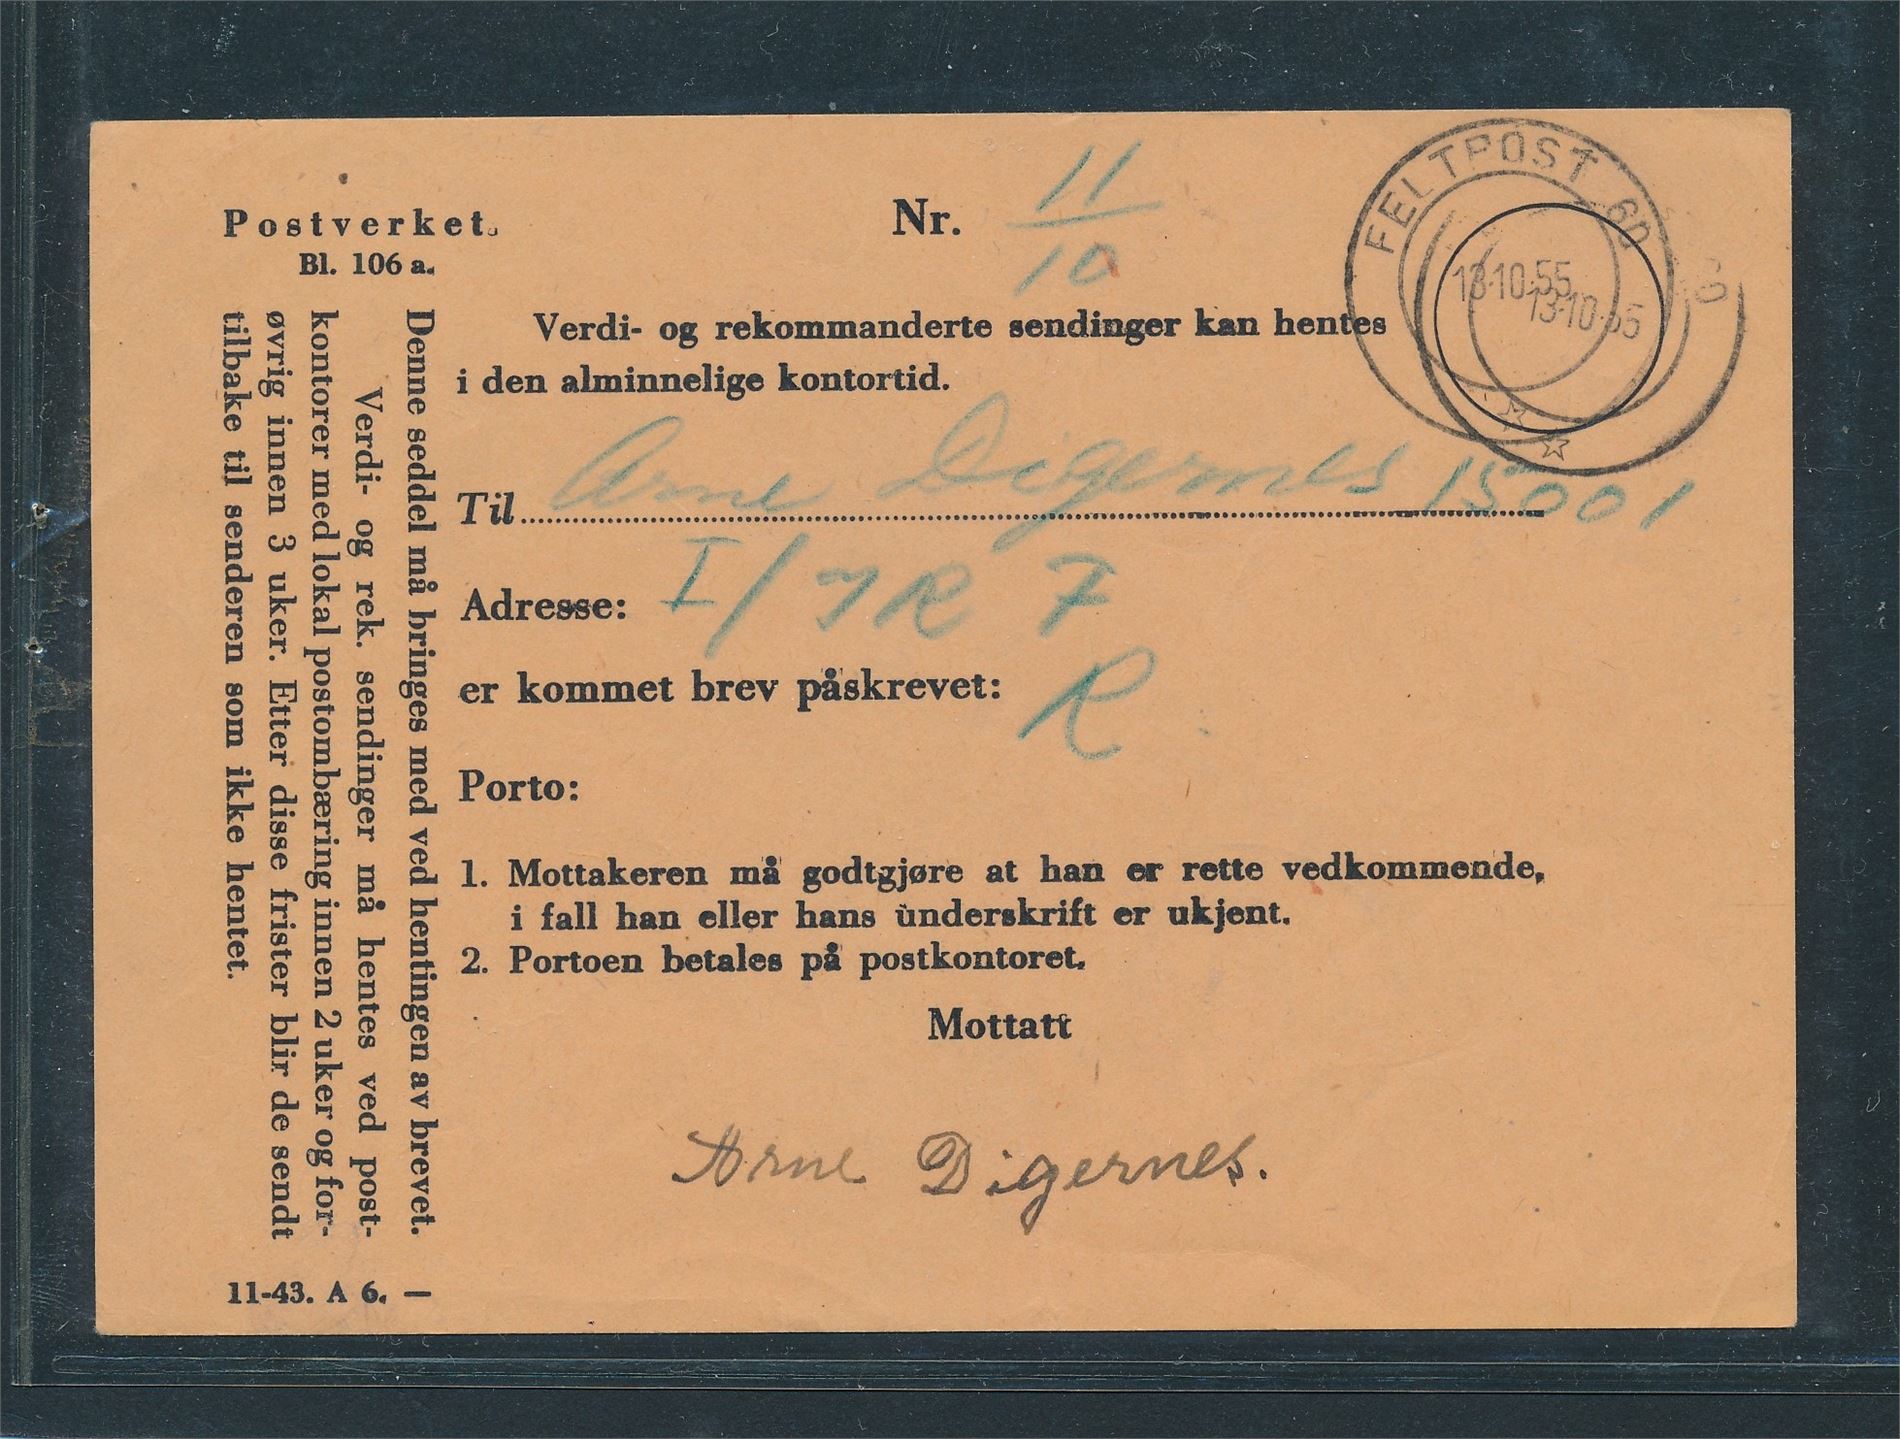 Postverket.
Bl. 106 a.
Nr. 11/10
FELTPOST 60
13·10·55
13·10·55
60
Verdi- og rekommanderte sendinger kan hentes
i den alminnelige kontortid.
Til Arne Digernes 15001
Adresse: I/IR 7
er kommet brev påskrevet: R
Porto:
1. Mottakeren må godtgjøre at han er rette vedkommende,
i fall han eller hans underskrift er ukjent.
2. Portoen betales på postkontoret.
Mottatt
Arne Digernes.
Denne seddel må bringes med ved hentingen av brevet.
Verdi- og rek. sendinger må hentes ved post-
kontorer med lokal postombæring innen 2 uker og for-
øvrig innen 3 uker. Etter disse frister blir de sendt
tilbake til senderen som ikke hentet.
11-43. A 6. —